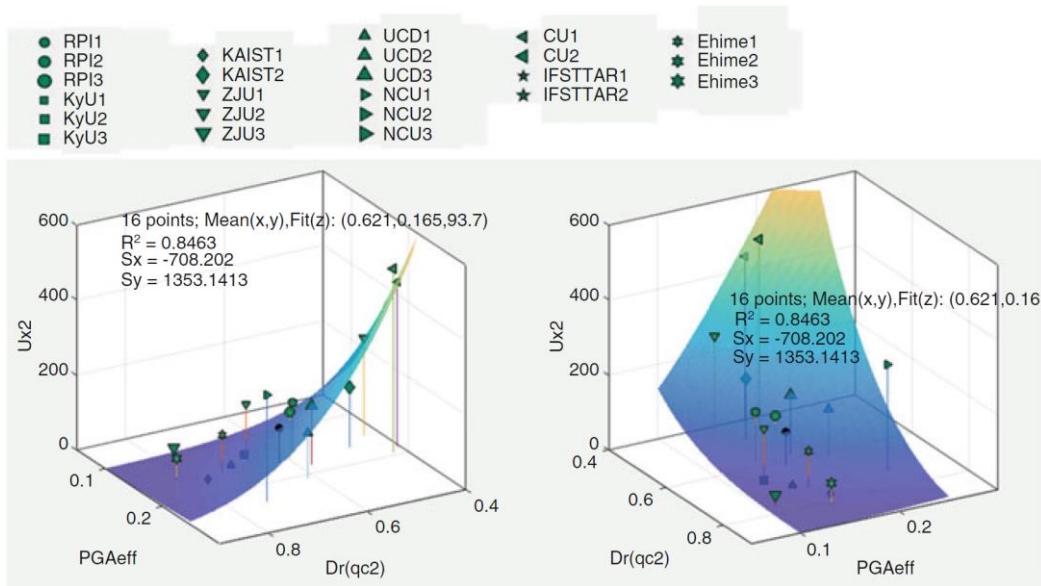 RPI1
RPI2
RPI3
KyU1
KyU2
KyU3
KAIST1
KAIST2
ZJU1
ZJU2
ZJU3
UCD1
UCD2
UCD3
NCU1
NCU2
NCU3
CU1
CU2
IFSTTAR1
IFSTTAR2
Ehime1
Ehime2
Ehime3
600
400
200
0
Ux2
16 points; Mean(x,y),Fit(z): (0.621,0.165,93.7)
R² = 0.8463
Sx = -708.202
Sy = 1353.1413
0.1
0.2
PGAeff
0.8
0.6
0.4
Dr(qc2)
600
400
200
0
Ux2
16 points; Mean(x,y),Fit(z): (0.621,0.16
R² = 0.8463
Sx = -708.202
Sy = 1353.1413
0.4
0.6
0.8
Dr(qc2)
0.1
0.2
PGAeff